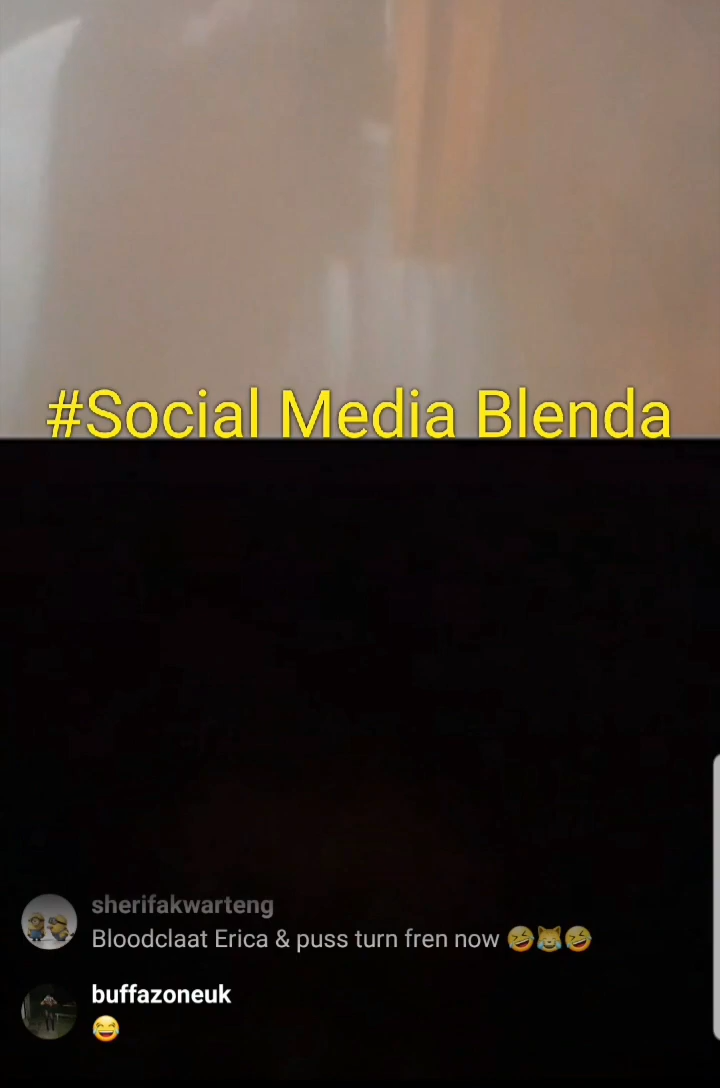 #Social Media Blenda
sherifakwarteng
Bloodclaat Erica & puss turn fren now 🤣😹🤣
buffazoneuk
😂